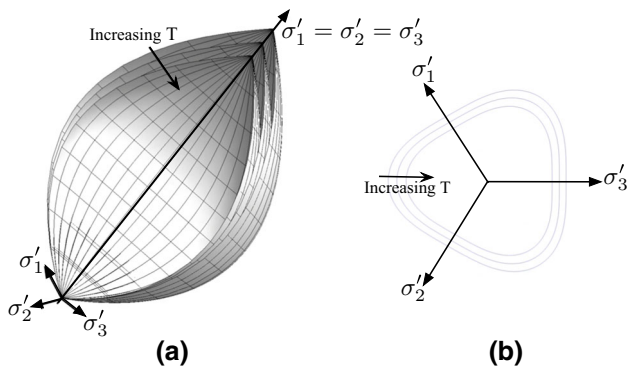 Increasing T
σ′₁ = σ′₂ = σ′₃
σ′₁
σ′₂
σ′₃
(a)
σ′₁
σ′₃
Increasing T
σ′₂
(b)